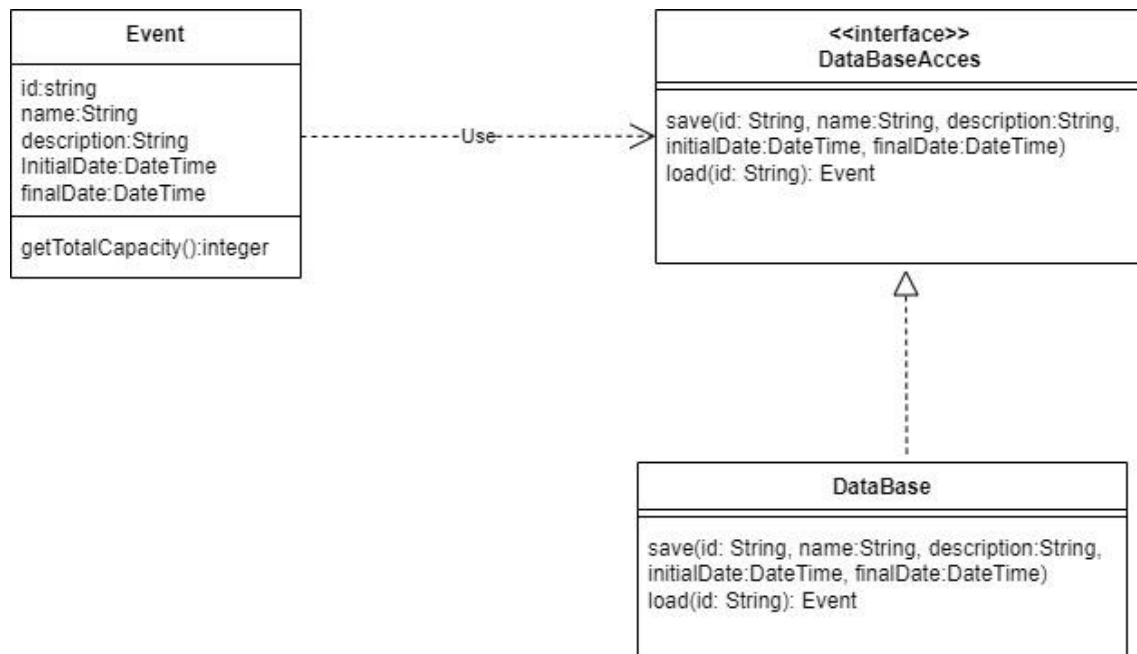 Event
id:string
name:String
description:String
InitialDate:DateTime
finalDate:DateTime
getTotalCapacity():integer
Use
<<interface>>
DataBaseAcces
save(id: String, name:String, description:String,
initialDate:DateTime, finalDate:DateTime)
load(id: String): Event
DataBase
save(id: String, name:String, description:String,
initialDate:DateTime, finalDate:DateTime)
load(id: String): Event